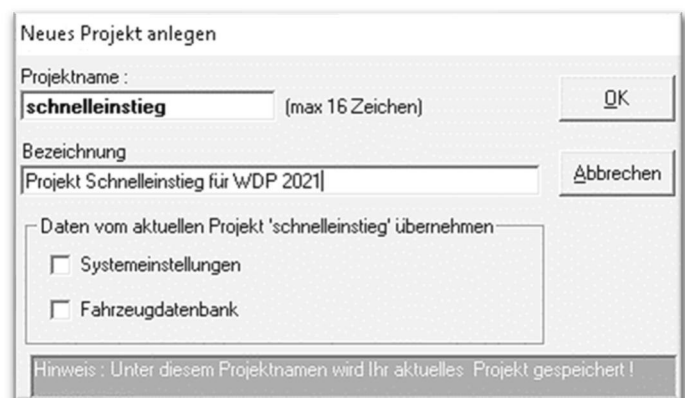 Neues Projekt anlegen
Projektname :
schnelleinstieg (max 16 Zeichen)
OK
Bezeichnung
Projekt Schnelleinstieg für WDP 2021
Abbrechen
Daten vom aktuellen Projekt 'schnelleinstieg' übernehmen
Systemeinstellungen
Fahrzeugdatenbank
Hinweis : Unter diesem Projektnamen wird Ihr aktuelles Projekt gespeichert !